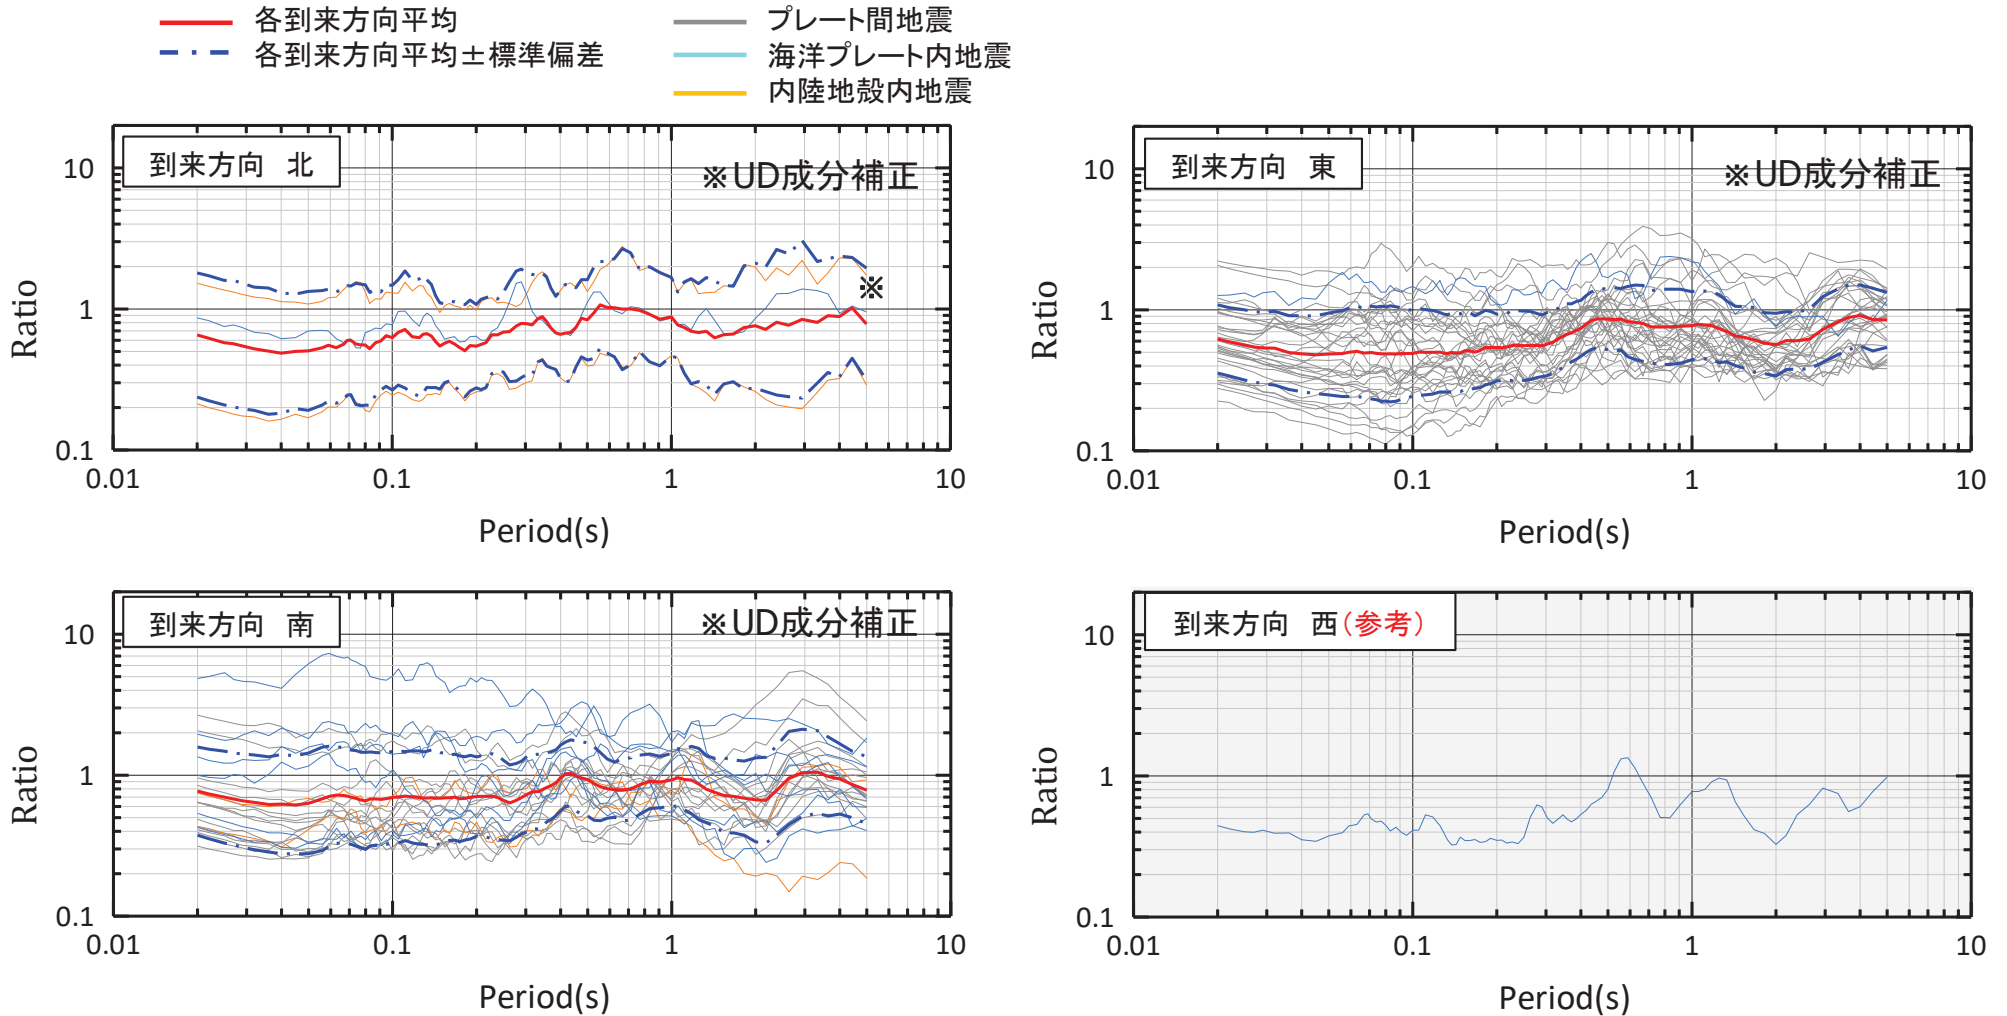 各到来方向平均
各到来方向平均±標準偏差
プレート間地震
海洋プレート内地震
内陸地殻内地震
到来方向 北
※UD成分補正
※
10
1
0.1
Ratio
0.01
0.1
1
10
Period(s)
到来方向 東
※UD成分補正
10
1
0.1
Ratio
0.01
0.1
1
10
Period(s)
到来方向 南
※UD成分補正
10
1
0.1
Ratio
0.01
0.1
1
10
Period(s)
到来方向 西(参考)
10
1
0.1
Ratio
0.01
0.1
1
10
Period(s)